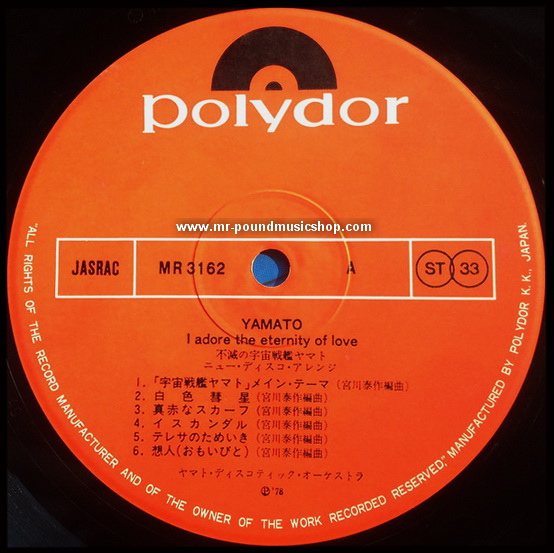 polydor
www.mr-poundmusicshop.com
JASRAC MR 3162 A ST 33
YAMATO
I adore the eternity of love
不滅の宇宙戦艦ヤマト
ニュー・ディスコ・アレンジ
1.「宇宙戦艦ヤマト」メイン・テーマ (宮川泰作編曲)
2. 白色彗星 (宮川泰作編曲)
3. 真赤なスカーフ (宮川泰作編曲)
4. イスカンダル (宮川泰作編曲)
5. テレサのためいき (宮川泰作編曲)
6. 想人(おもいびと) (宮川泰作編曲)
ヤマト・ディスコティック・オーケストラ
Ⓟ '78
"ALL RIGHTS OF THE RECORD MANUFACTURER AND OF THE OWNER OF THE WORK RECORDED RESERVED," MANUFACTURED BY POLYDOR K.K., JAPAN.